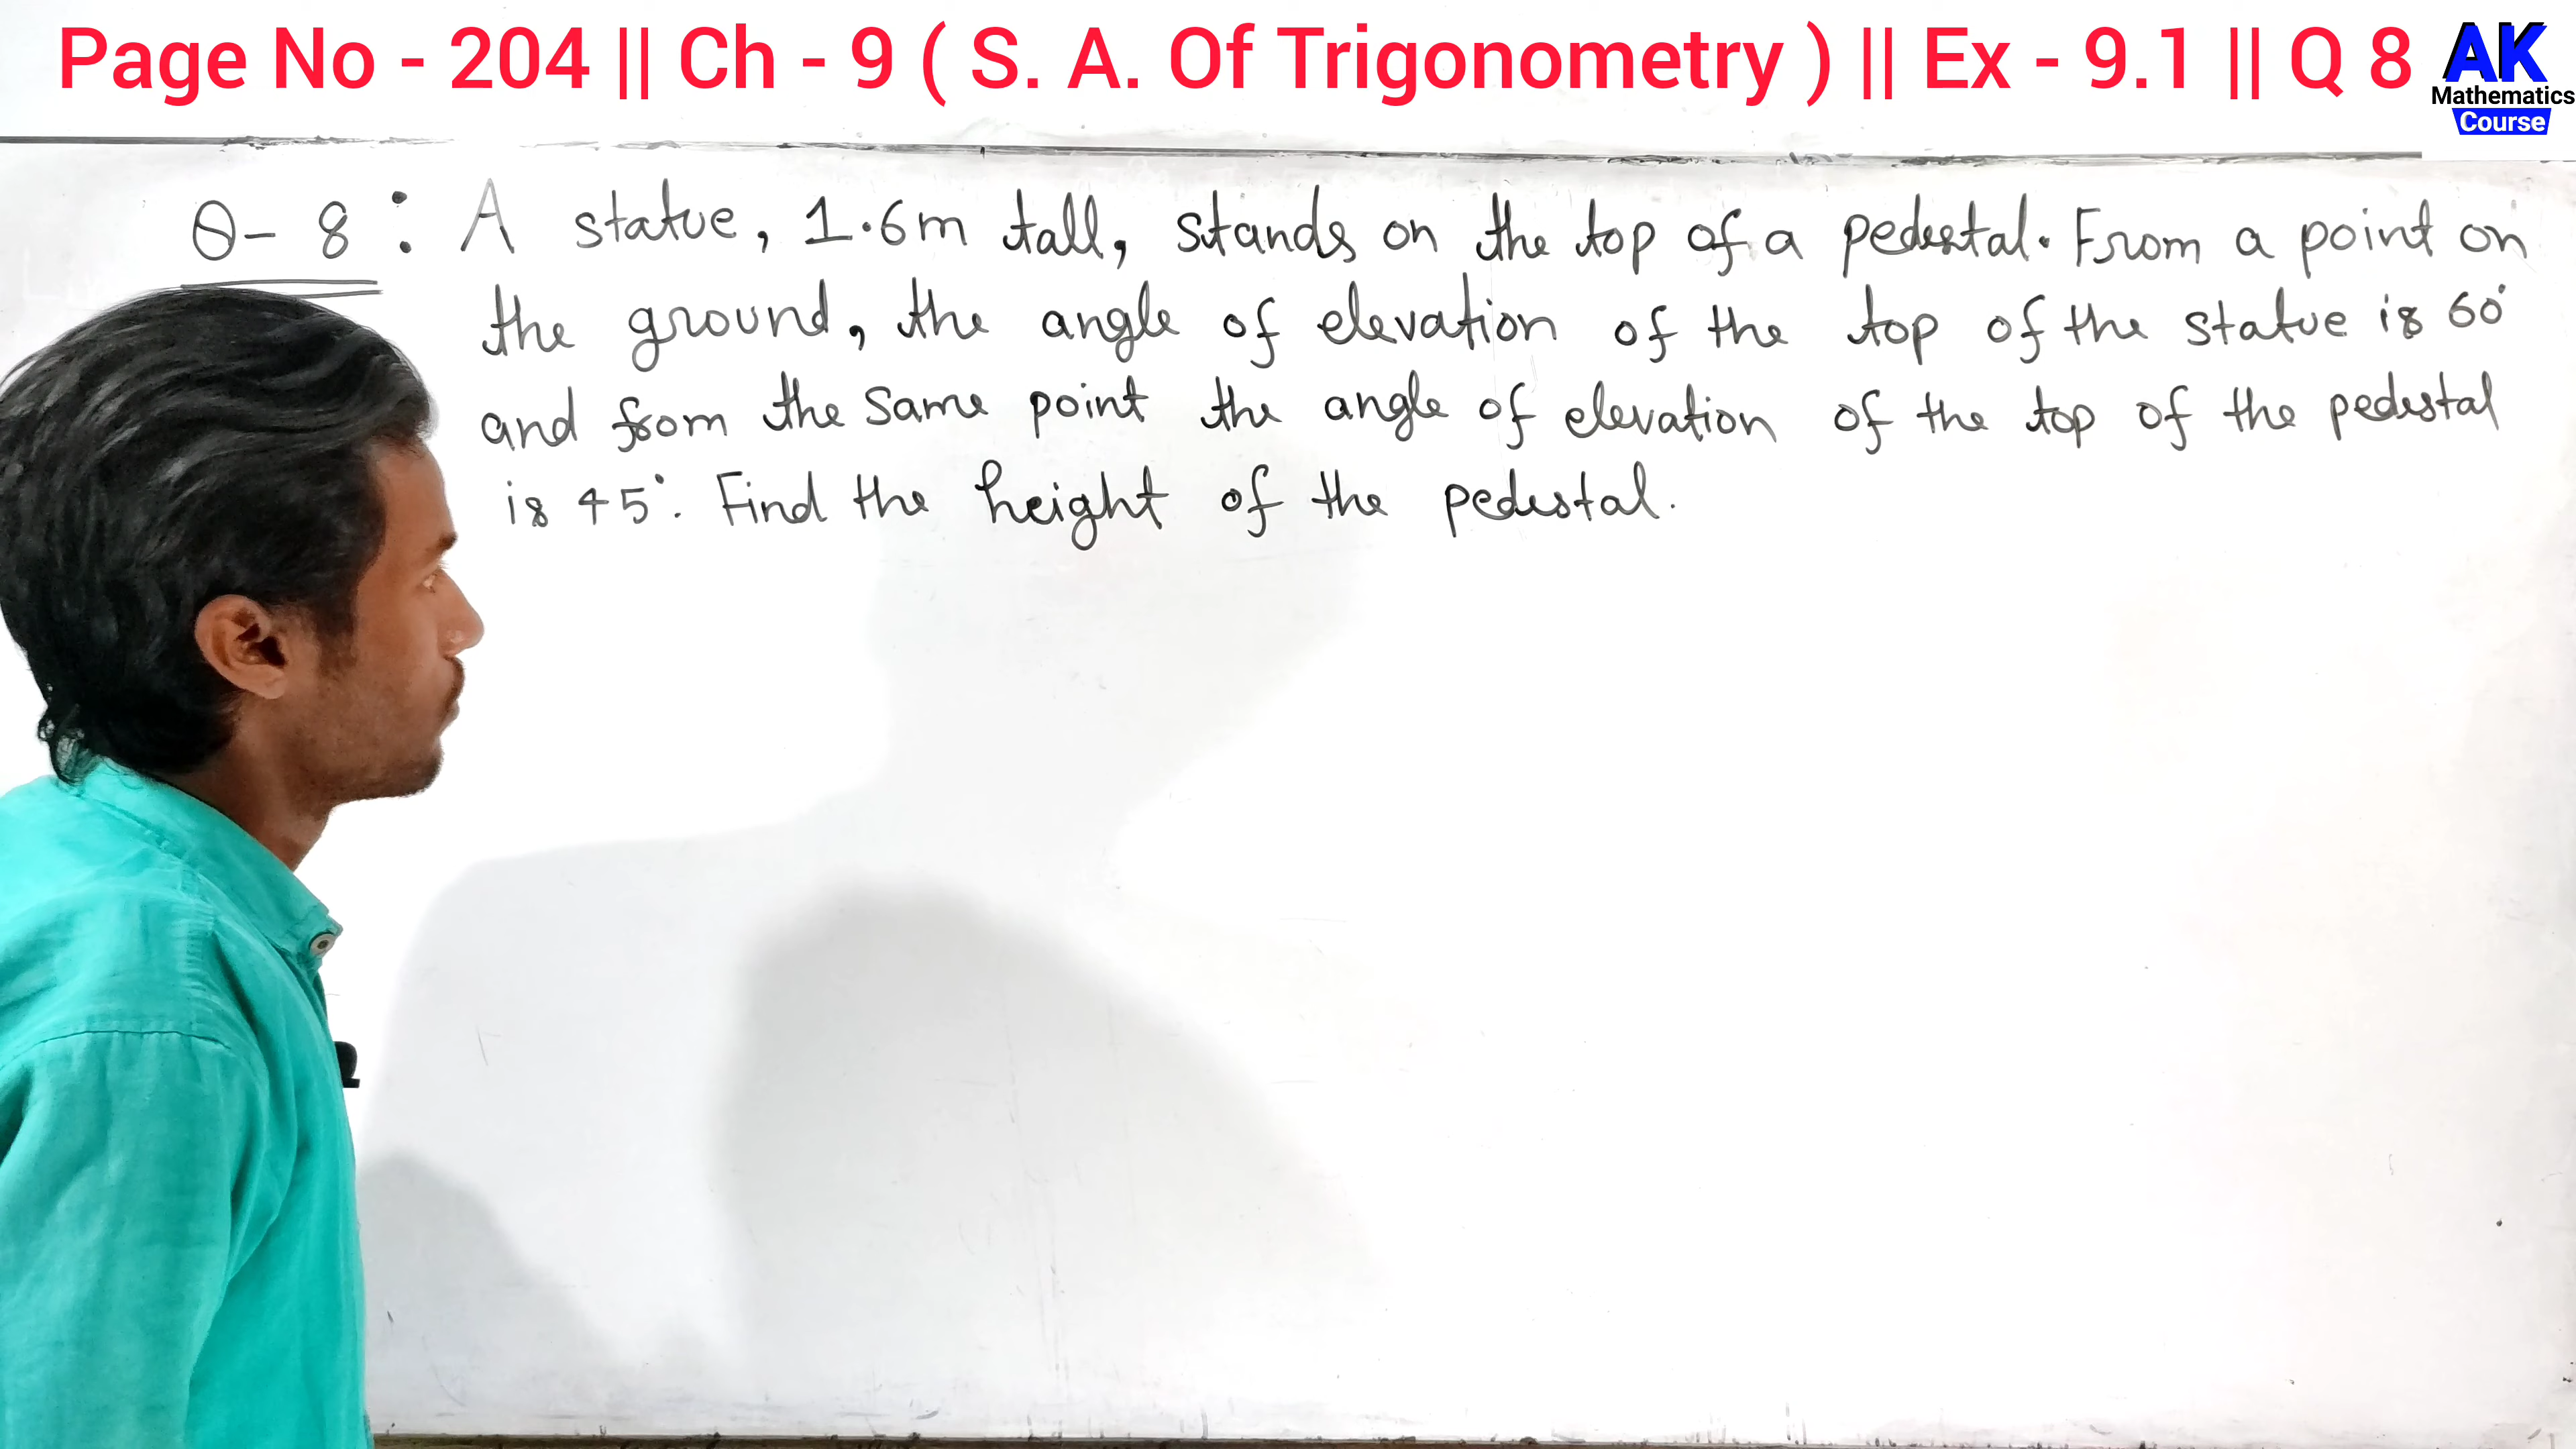 Page No - 204 || Ch - 9 ( S. A. Of Trigonometry ) || Ex - 9.1 || Q 8
AK
Mathematics
Course
Q- 8 : A statue, 1.6m tall, stands on the top of a pedestal. From a point on
the ground, the angle of elevation of the top of the statue is 60°
and from the same point the angle of elevation of the top of the pedestal
is 45°. Find the height of the pedestal.